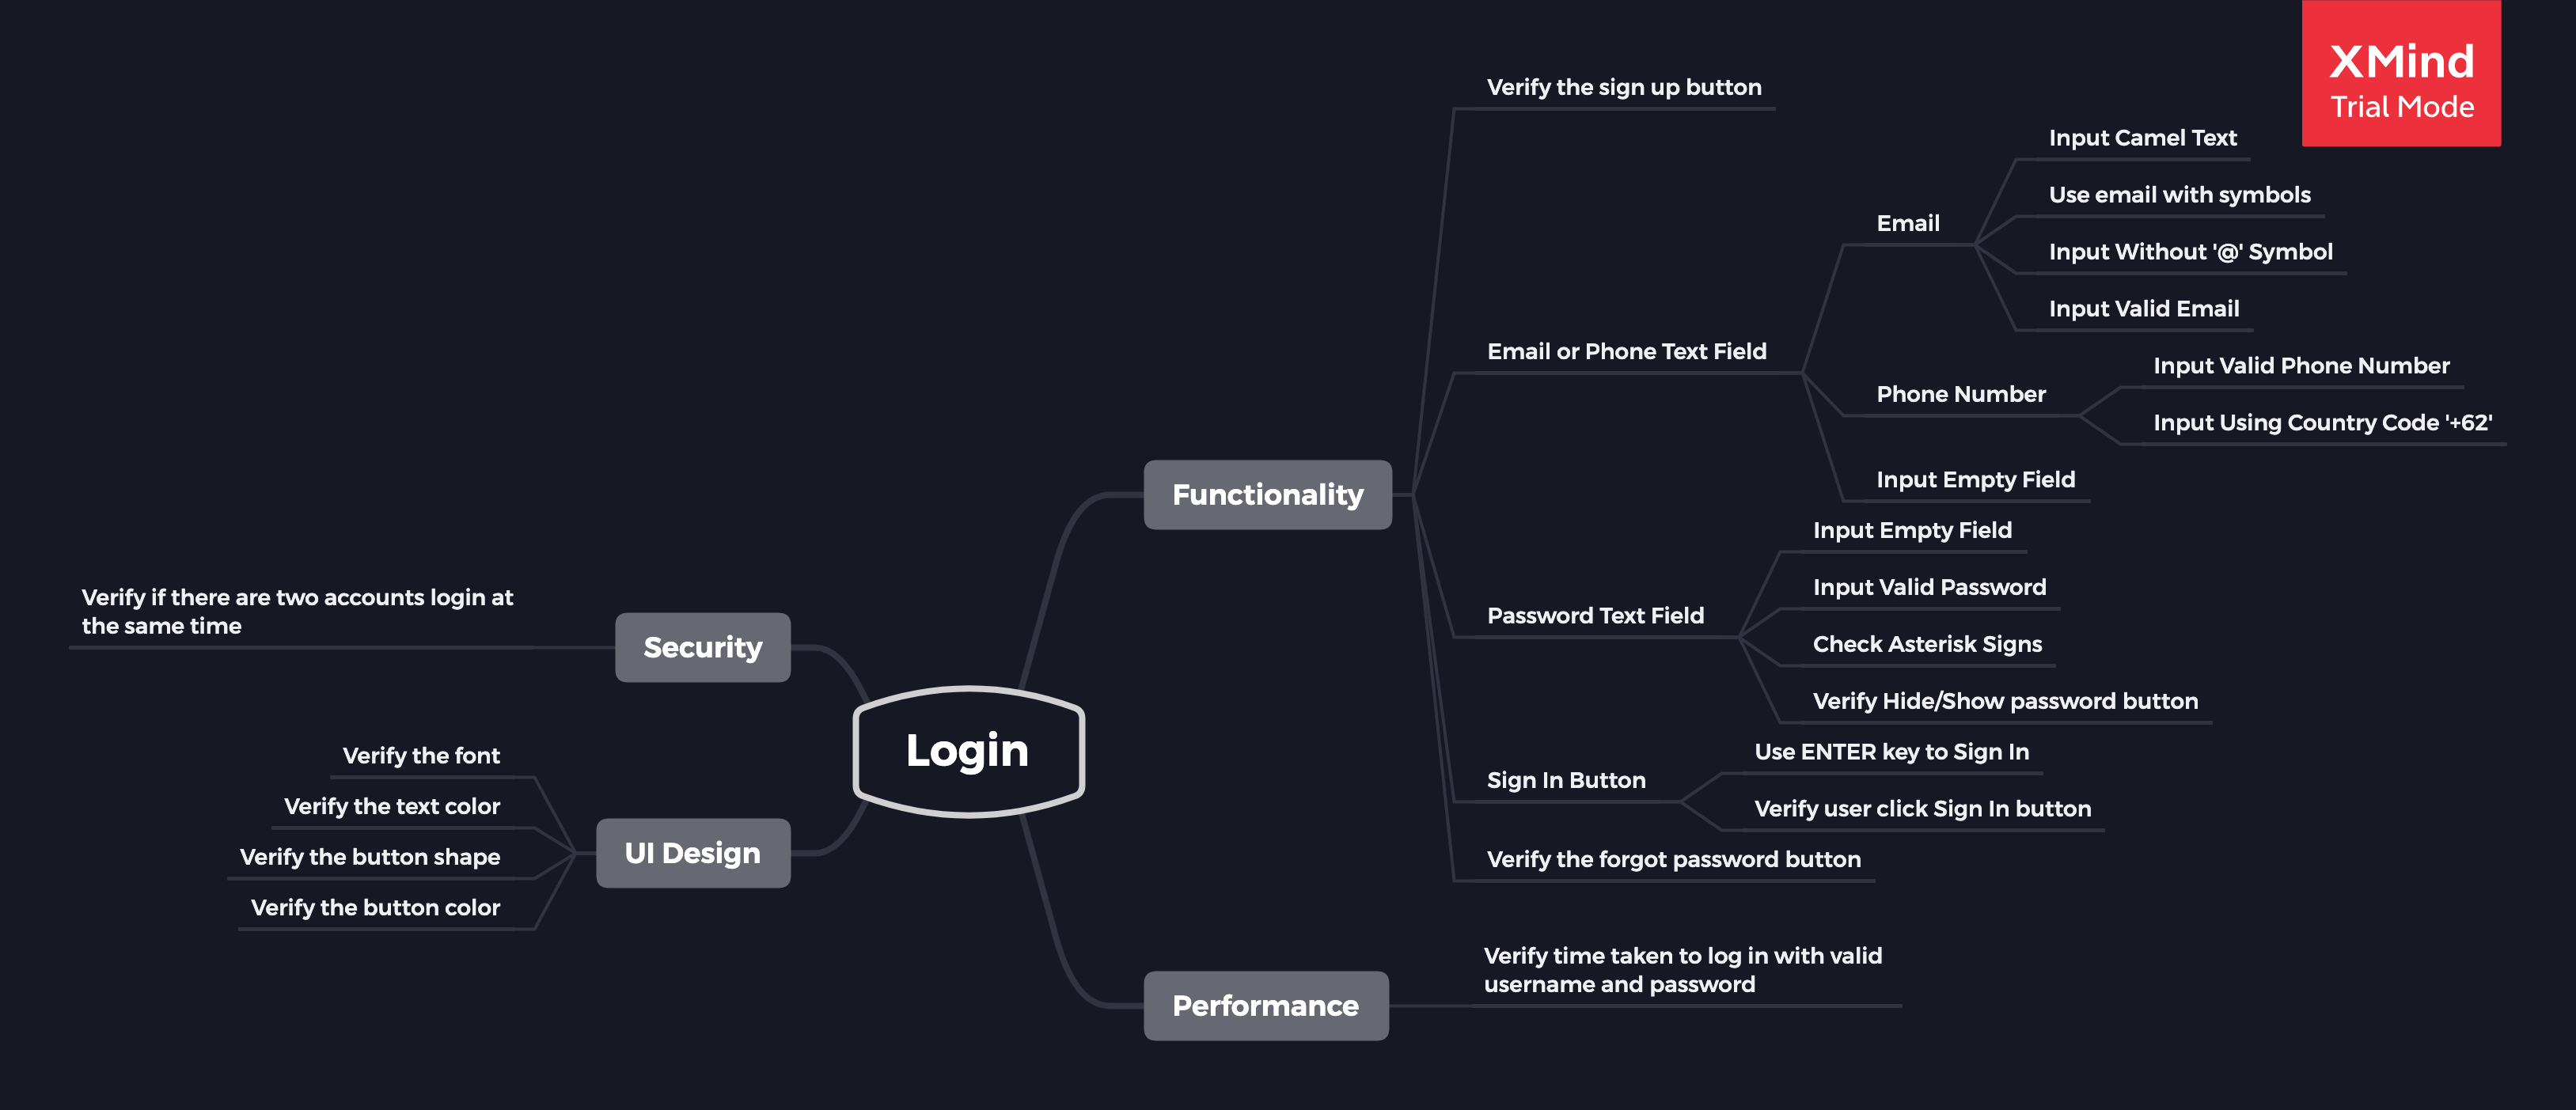 XMind
Trial Mode
Verify the sign up button
Input Camel Text
Use email with symbols
Email
Input Without '@' Symbol
Input Valid Email
Email or Phone Text Field
Input Valid Phone Number
Phone Number
Input Using Country Code '+62'
Input Empty Field
Functionality
Input Empty Field
Input Valid Password
Password Text Field
Check Asterisk Signs
Verify Hide/Show password button
Use ENTER key to Sign In
Sign In Button
Verify user click Sign In button
Verify the forgot password button
Verify if there are two accounts login at
the same time
Security
Login
Verify the font
Verify the text color
UI Design
Verify the button shape
Verify the button color
Performance
Verify time taken to log in with valid
username and password